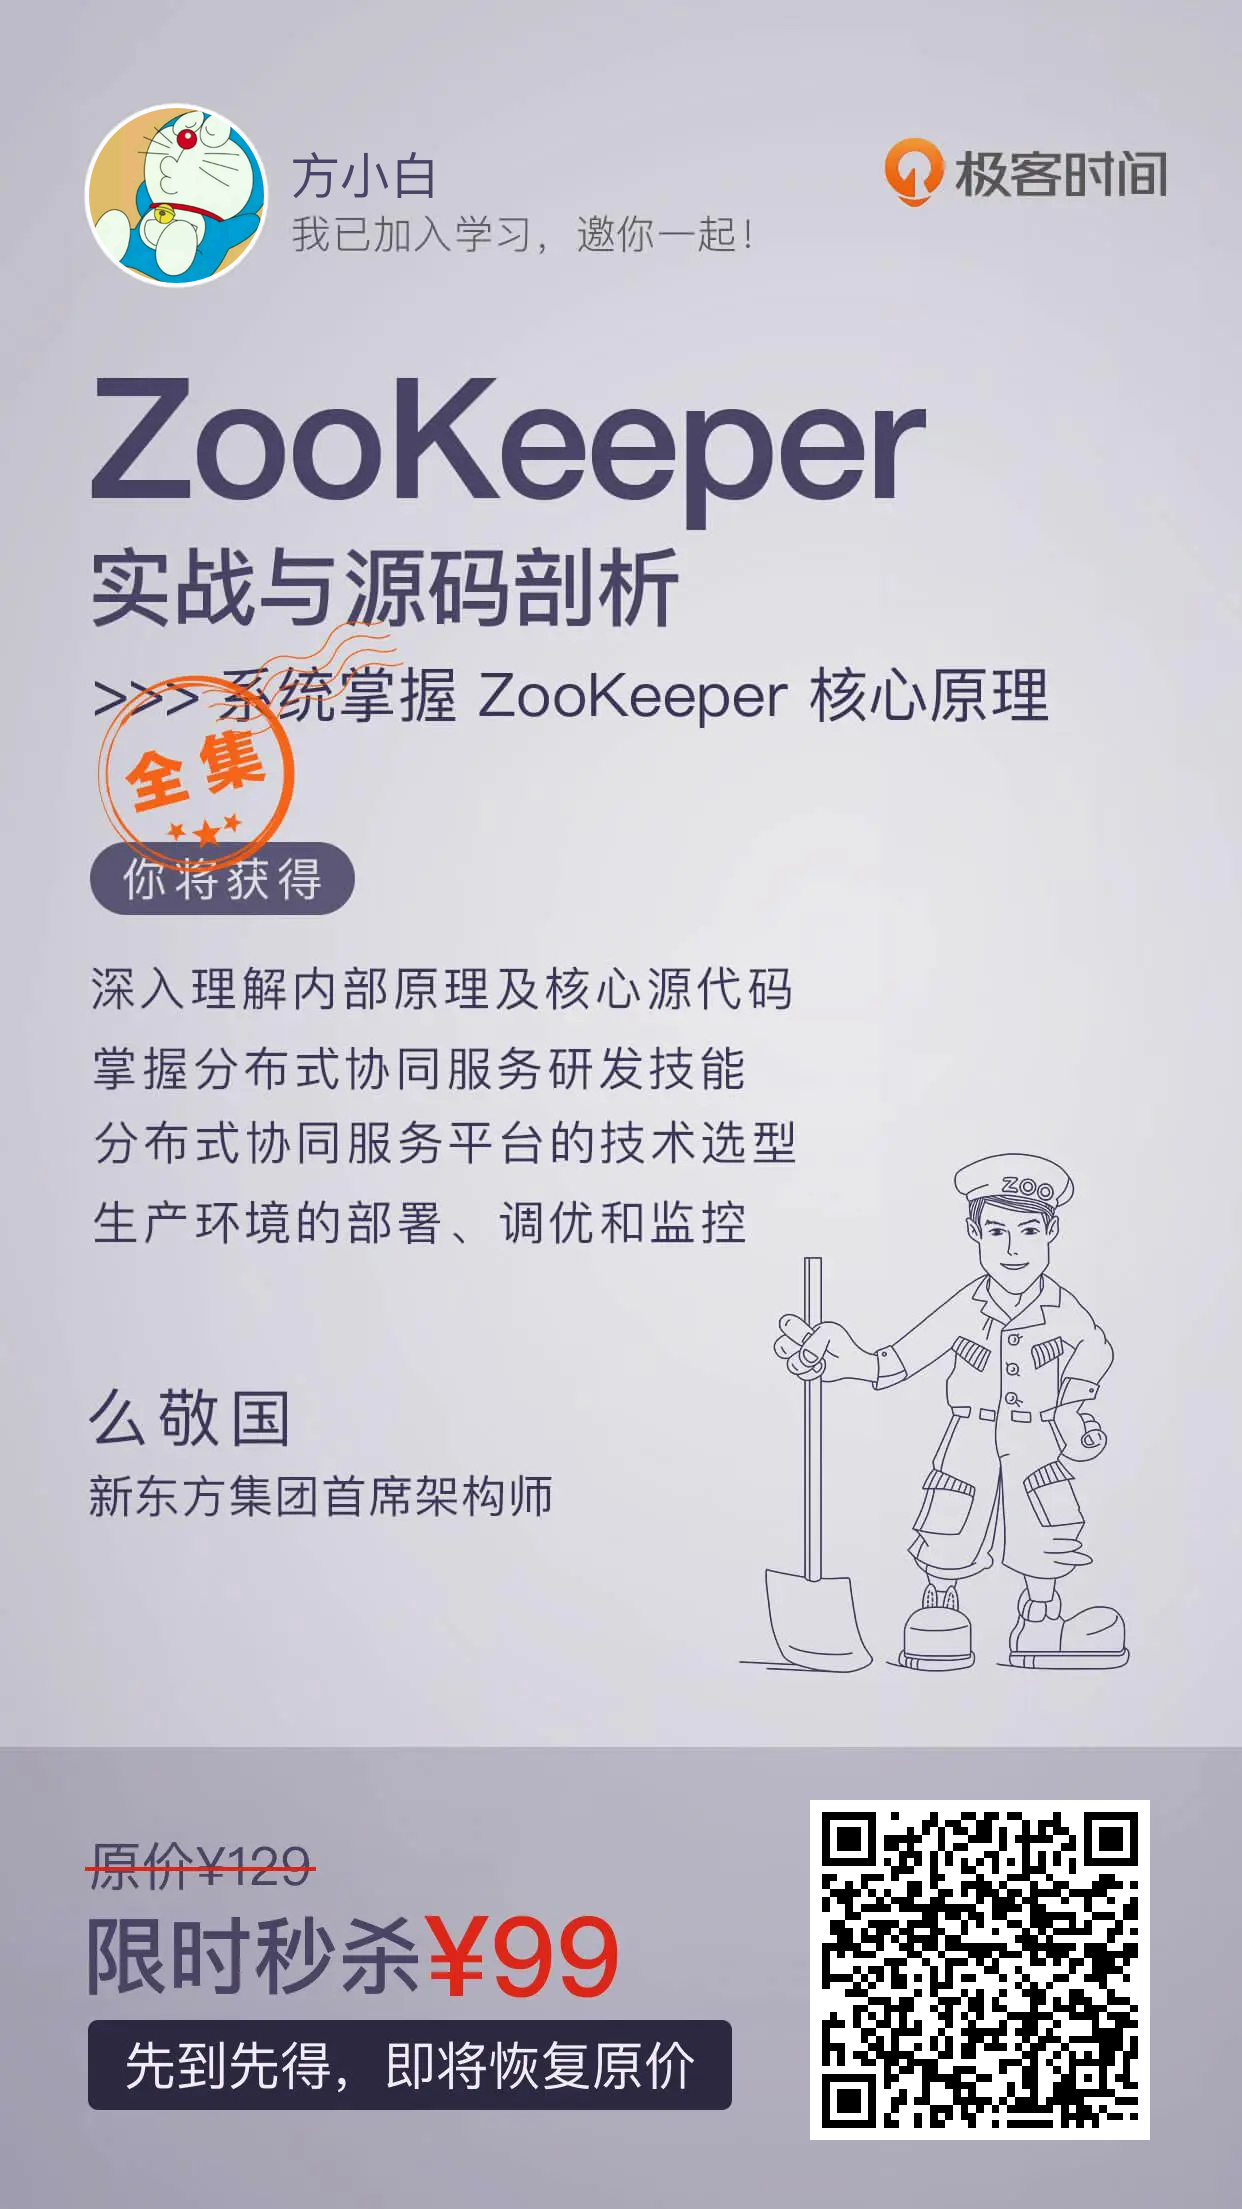 方小白
我已加入学习，邀你一起！
极客时间
ZooKeeper
实战与源码剖析
>>> 系统掌握 ZooKeeper 核心原理
全集
你将获得
深入理解内部原理及核心源代码
掌握分布式协同服务研发技能
分布式协同服务平台的技术选型
生产环境的部署、调优和监控
ZOO
么敬国
新东方集团首席架构师
原价¥129
限时秒杀¥99
先到先得，即将恢复原价